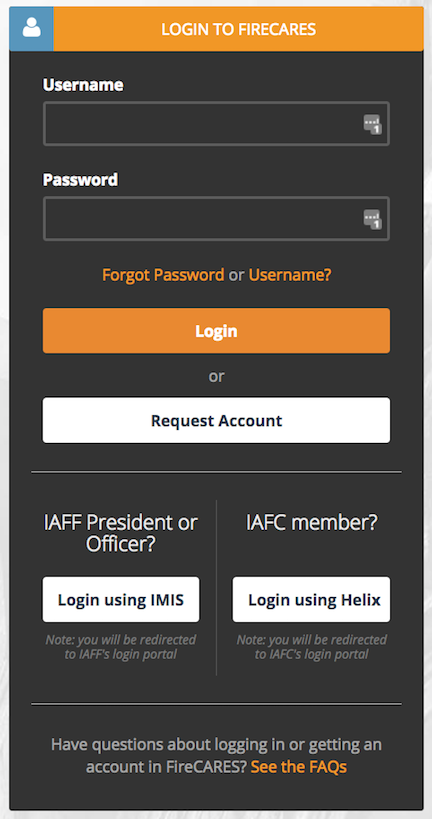 LOGIN TO FIRECARES
Username
1
Password
1
Forgot Password or Username?
Login
or
Request Account
IAFF President or
Officer?
Login using IMIS
Note: you will be redirected
to IAFF's login portal
IAFC member?
Login using Helix
Note: you will be redirected
to IAFC's login portal
Have questions about logging in or getting an
account in FireCARES? See the FAQs